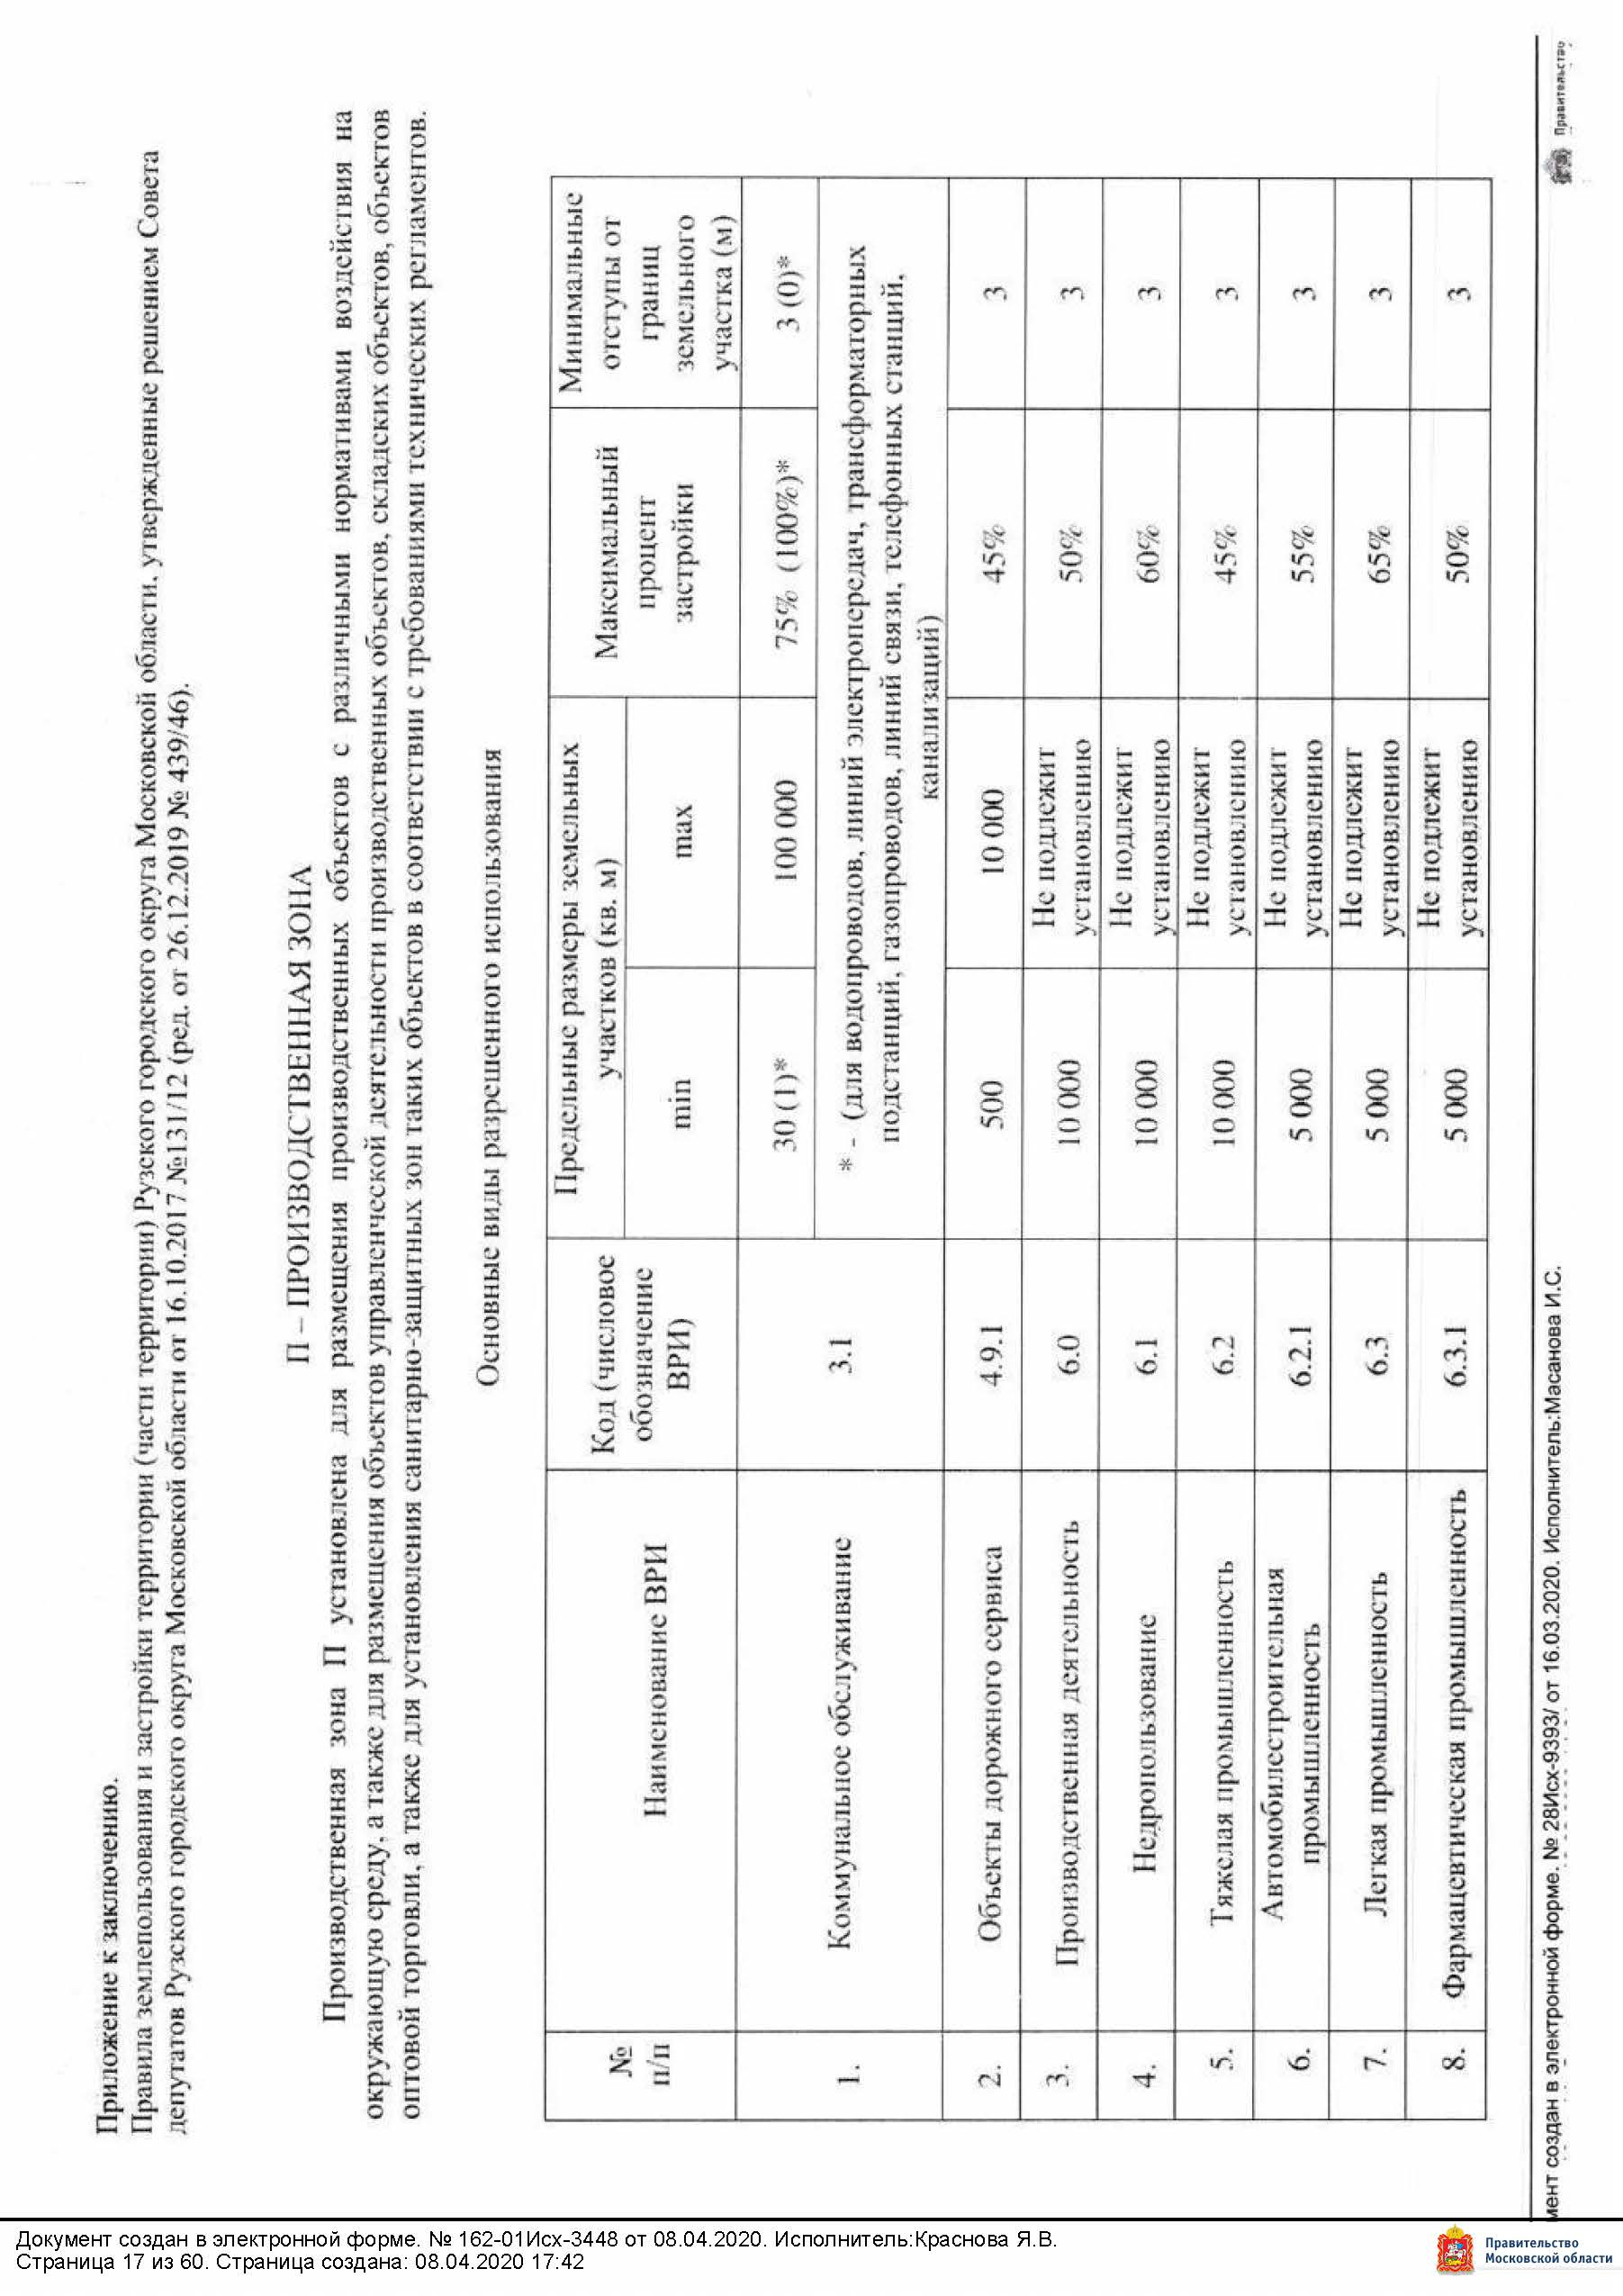 Приложение к заключению.
Правила землепользования и застройки территории (части территории) Рузского городского округа Московской области, утвержденные решением Совета
депутатов Рузского городского округа Московской области от 16.10.2017 №131/12 (ред. от 26.12.2019 № 439/46).
П – ПРОИЗВОДСТВЕННАЯ ЗОНА
Производственная зона П установлена для размещения производственных объектов с различными нормативами воздействия на
окружающую среду, а также для размещения объектов управленческой деятельности производственных объектов, складских объектов, объектов
оптовой торговли, а также для установления санитарно-защитных зон таких объектов в соответствии с требованиями технических регламентов.
Основные виды разрешенного использования
№ п/п
Наименование ВРИ
Код (числовое обозначение ВРИ)
Предельные размеры земельных участков (кв. м)
min
max
Максимальный процент застройки
Минимальные отступы от границ земельного участка (м)
1. Коммунальное обслуживание 3.1 30 (1)* 100 000 75% (100%)* 3 (0)*
* - (для водопроводов, линий электропередач, трансформаторных
подстанций, газопроводов, линий связи, телефонных станций,
канализаций)
2. Объекты дорожного сервиса 4.9.1 500 10 000 45% 3
3. Производственная деятельность 6.0 10 000 Не подлежит установлению 50% 3
4. Недропользование 6.1 10 000 Не подлежит установлению 60% 3
5. Тяжелая промышленность 6.2 10 000 Не подлежит установлению 45% 3
6. Автомобилестроительная промышленность 6.2.1 5 000 Не подлежит установлению 55% 3
7. Легкая промышленность 6.3 5 000 Не подлежит установлению 65% 3
8. Фармацевтическая промышленность 6.3.1 5 000 Не подлежит установлению 50% 3
мент создан в электронной форме. № 28Исх-9393/ от 16.03.2020. Исполнитель:Масанова И.С.
Правительство
Документ создан в электронной форме. № 162-01Исх-3448 от 08.04.2020. Исполнитель:Краснова Я.В.
Страница 17 из 60. Страница создана: 08.04.2020 17:42
Правительство
Московской области